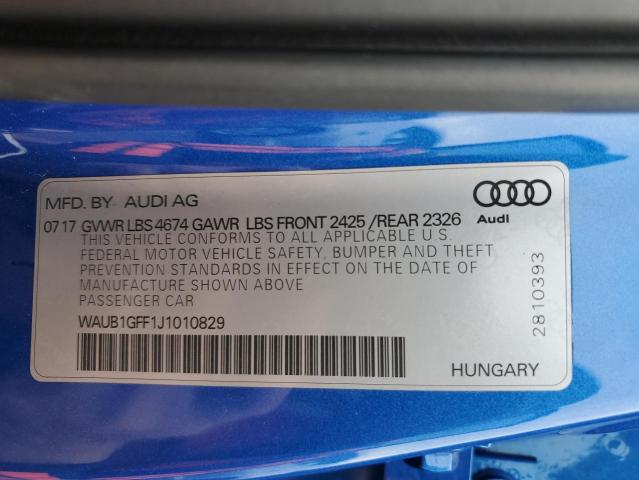 MFD. BY AUDI AG
07 17 GVWR LBS 4674 GAWR LBS FRONT 2425 /REAR 2326
THIS VEHICLE CONFORMS TO ALL APPLICABLE U.S.
FEDERAL MOTOR VEHICLE SAFETY, BUMPER AND THEFT
PREVENTION STANDARDS IN EFFECT ON THE DATE OF
MANUFACTURE SHOWN ABOVE
PASSENGER CAR
WAUB1GFF1J1010829
Audi
2810393
HUNGARY